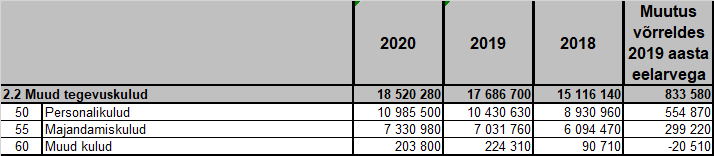 2020 2019 2018 Muutus võrreldes 2019 aasta eelarvega
2.2 Muud tegevuskulud 18 520 280 17 686 700 15 116 140 833 580
50 Personalikulud 10 985 500 10 430 630 8 930 960 554 870
55 Majandamiskulud 7 330 980 7 031 760 6 094 470 299 220
60 Muud kulud 203 800 224 310 90 710 -20 510